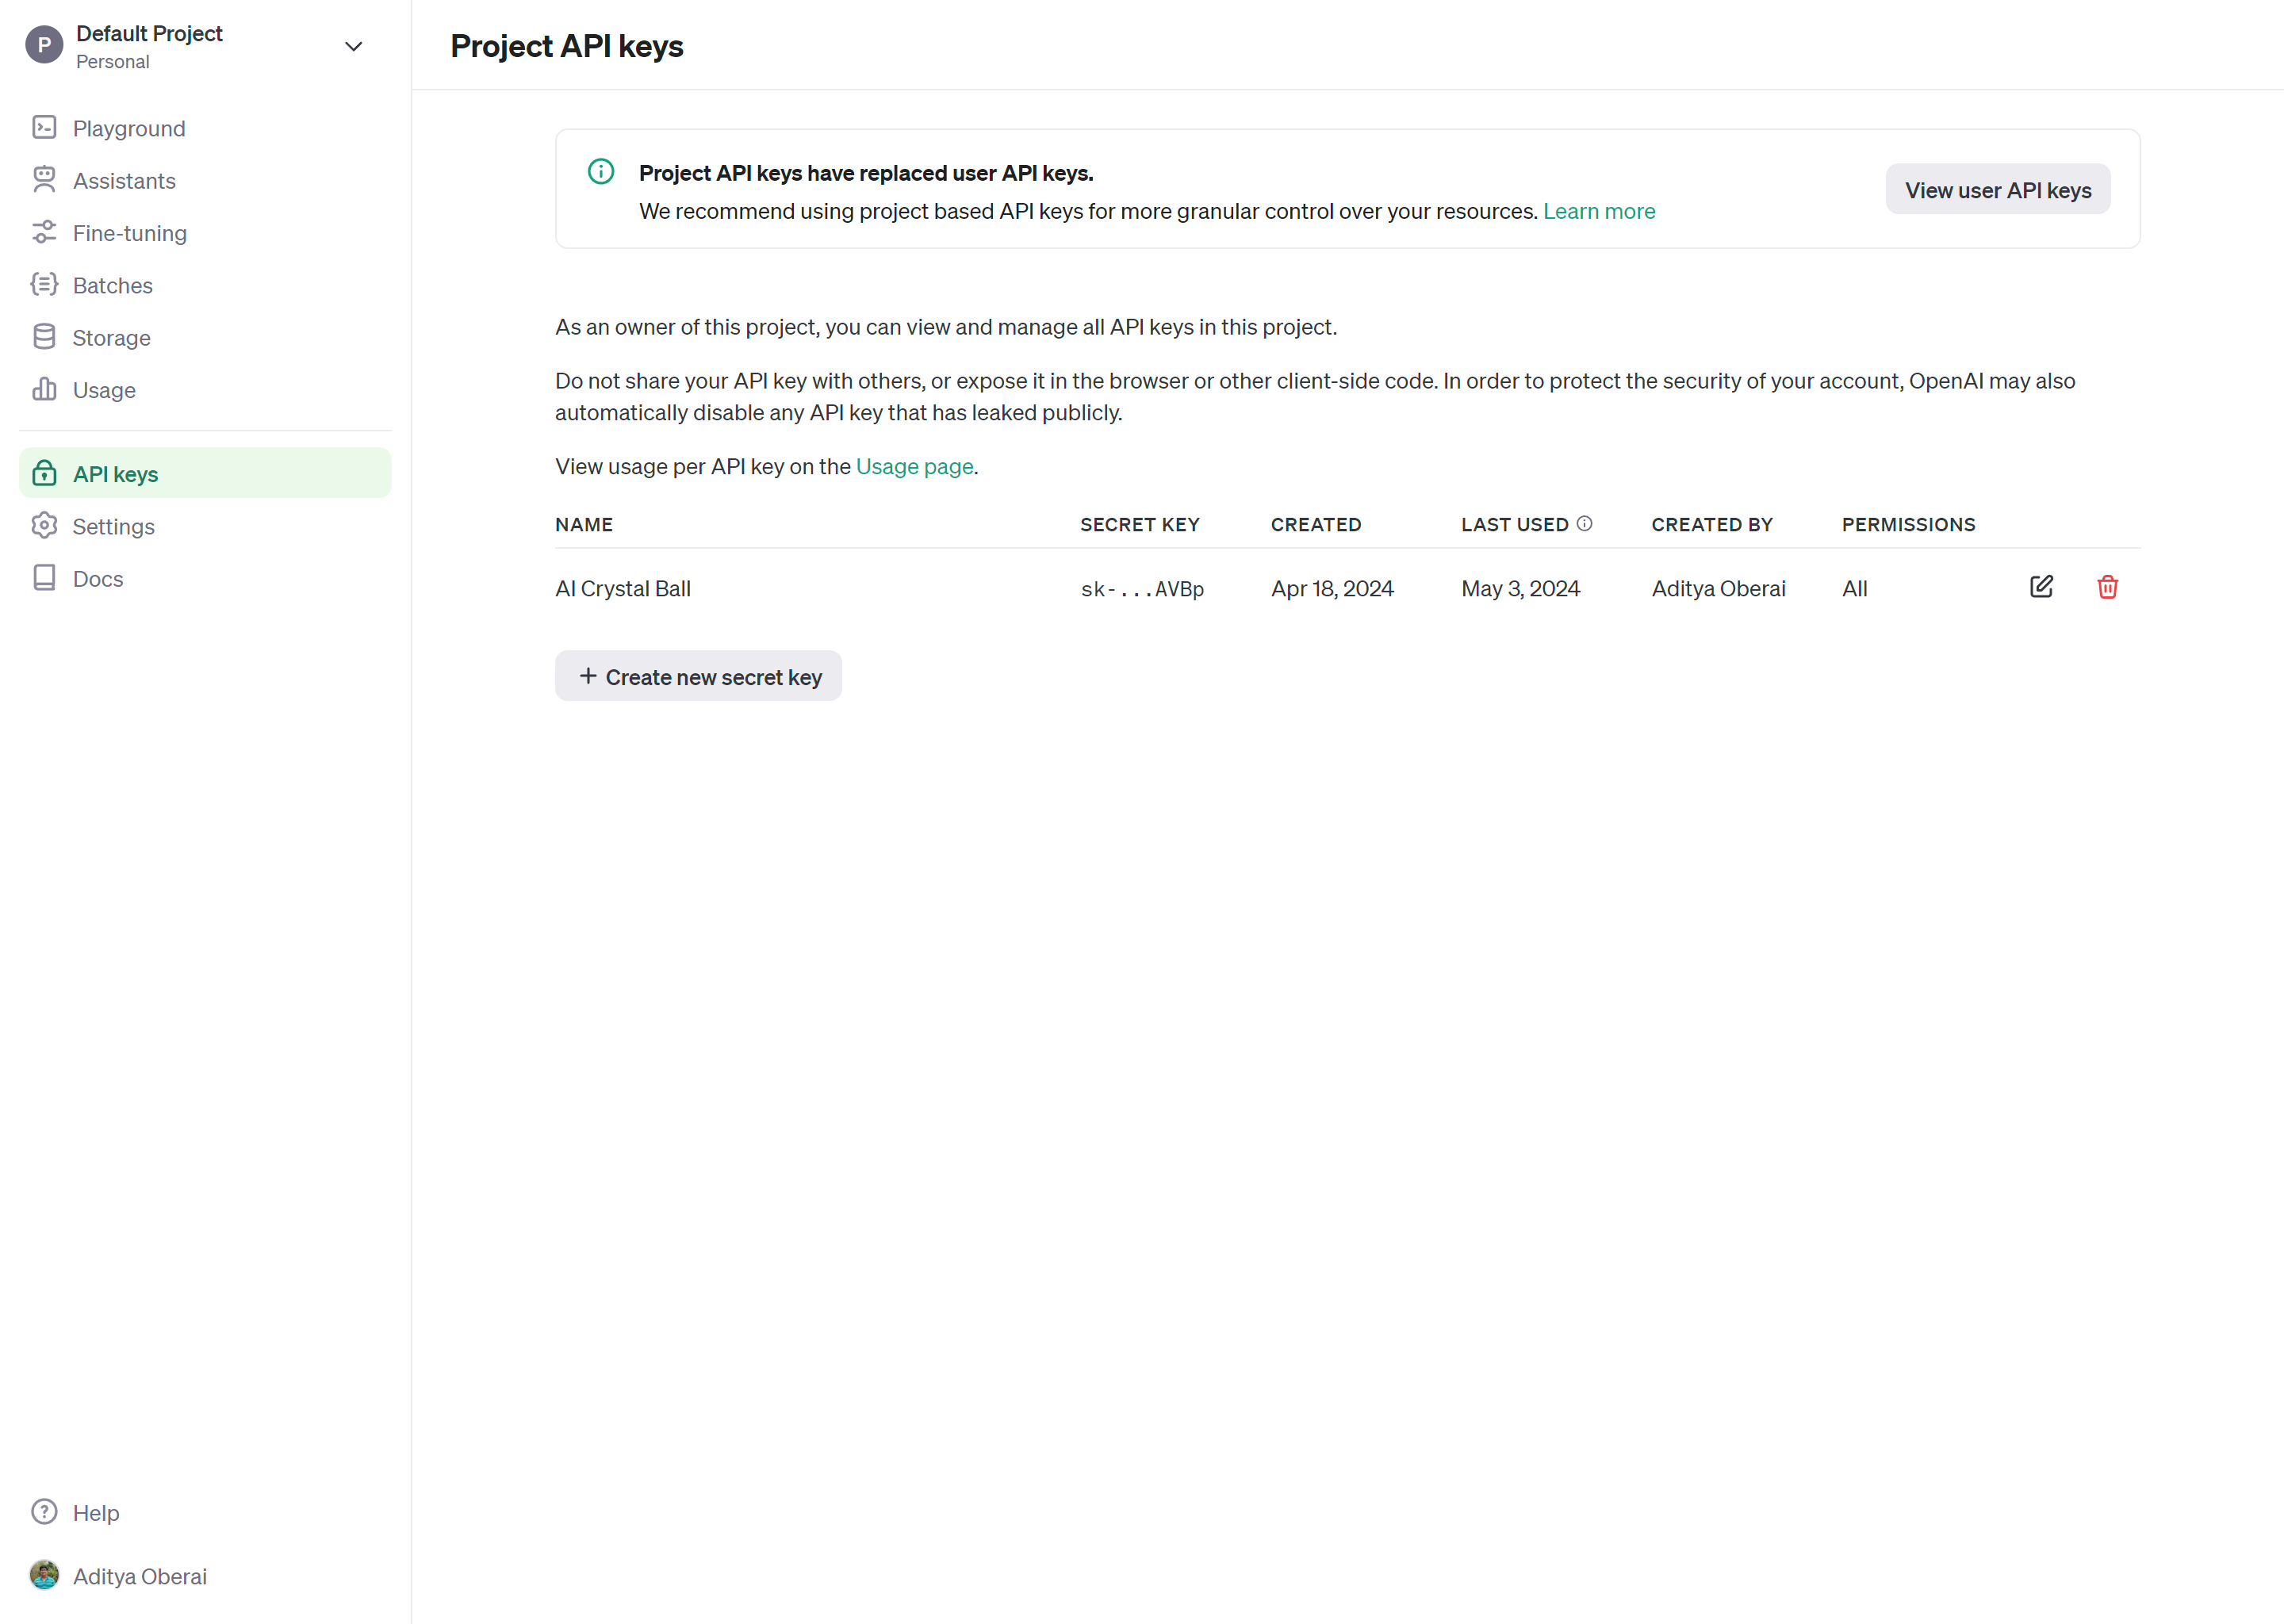 P
Default Project
Personal
Playground
Assistants
Fine-tuning
Batches
Storage
Usage
API keys
Settings
Docs
Help
Aditya Oberai
Project API keys
Project API keys have replaced user API keys.
We recommend using project based API keys for more granular control over your resources. Learn more
View user API keys
As an owner of this project, you can view and manage all API keys in this project.
Do not share your API key with others, or expose it in the browser or other client-side code. In order to protect the security of your account, OpenAI may also
automatically disable any API key that has leaked publicly.
View usage per API key on the Usage page.
NAME SECRET KEY CREATED LAST USED CREATED BY PERMISSIONS
AI Crystal Ball sk-...AVBp Apr 18, 2024 May 3, 2024 Aditya Oberai All
+ Create new secret key